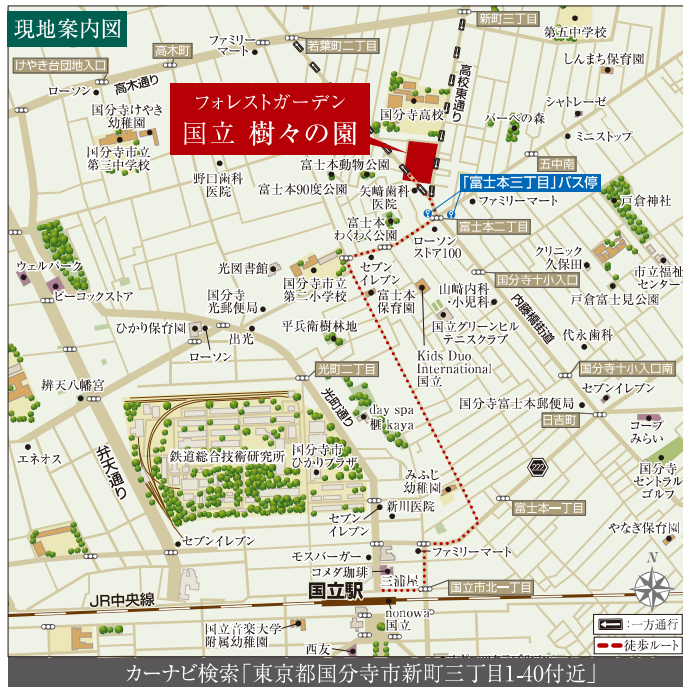 現地案内図
新町三丁目
第五中学校
ファミリー
マート
若葉町二丁目
高木町
けやき台団地入口
高木通り
ローソン
しんまち保育園
高校東通り
フォレストガーデン
国立 樹々の園
国分寺高校
シャトレーゼ
バーベの森
国分寺けやき
幼稚園
ミニストップ
国分寺市立
第三中学校
野口歯科
医院
富士本動物公園
五中南
富士本90度公園
矢崎歯科
医院
「富士本三丁目」バス停
ファミリーマート
戸倉神社
富士本
わくわく公園
富士本二丁目
ローソン
ストア100
ウェルパーク
ピーコックストア
光図書館
国分寺市立
第二小学校
セブン
イレブン
富士本
保育園
クリニック
久保田
市立福祉
センター
国分寺十小入口
山﨑内科
・小児科
戸倉富士見公園
国分寺
光郵便局
内藤橋街道
国立グリーンヒル
テニスクラブ
代永歯科
ひかり保育園
ローソン
出光
平兵衛樹林地
Kids Duo
International
国立
光町二丁目
国分寺十小入口南
辨天八幡宮
光町通り
day spa
榧 kaya
国分寺富士本郵便局
セブンイレブン
日吉町
コープ
みらい
エネオス
弁天通り
鉄道総合技術研究所
国分寺市
ひかりプラザ
222
国分寺
セントラル
ゴルフ
みふじ
幼稚園
富士本一丁目
セブン
イレブン
新川医院
やなぎ保育園
セブンイレブン
モスバーガー
ファミリーマート
コメダ珈琲
三浦屋
国立市北一丁目
N
JR中央線
国立駅
nonowa
国立
国立音楽大学
附属幼稚園
西友
:一方通行
:徒歩ルート
カーナビ検索「東京都国分寺市新町三丁目1-40付近」